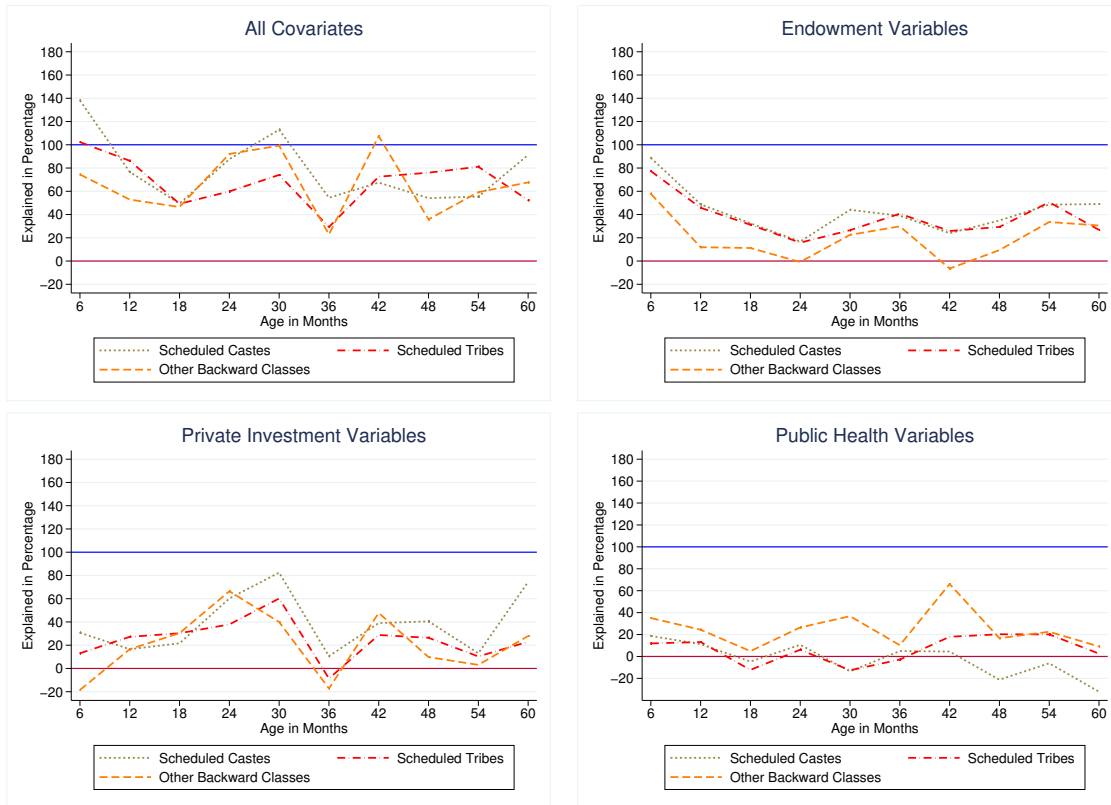 All Covariates
180
160
140
120
100
80
60
40
20
0
−20
Explained in Percentage
6 12 18 24 30 36 42 48 54 60
Age in Months
Scheduled Castes Scheduled Tribes
Other Backward Classes
Endowment Variables
180
160
140
120
100
80
60
40
20
0
−20
Explained in Percentage
6 12 18 24 30 36 42 48 54 60
Age in Months
Scheduled Castes Scheduled Tribes
Other Backward Classes
Private Investment Variables
180
160
140
120
100
80
60
40
20
0
−20
Explained in Percentage
6 12 18 24 30 36 42 48 54 60
Age in Months
Scheduled Castes Scheduled Tribes
Other Backward Classes
Public Health Variables
180
160
140
120
100
80
60
40
20
0
−20
Explained in Percentage
6 12 18 24 30 36 42 48 54 60
Age in Months
Scheduled Castes Scheduled Tribes
Other Backward Classes